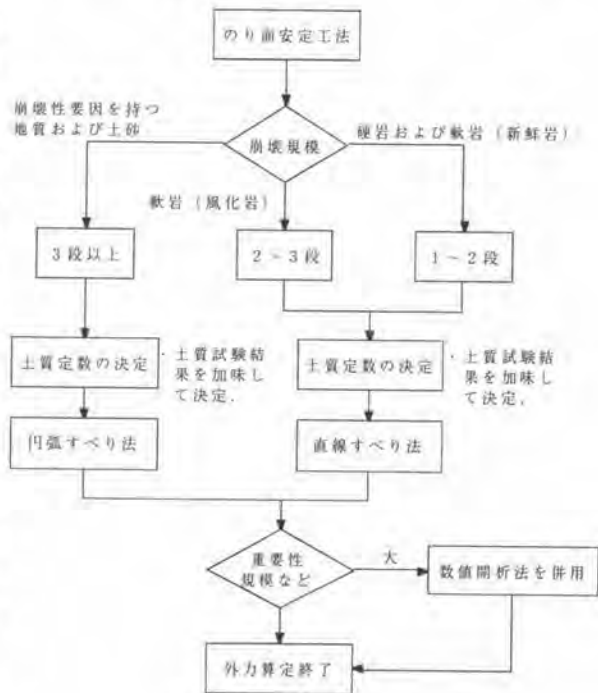 のり面安定工法
崩壊性要因を持つ
地質および土砂
崩壊規模
硬岩および軟岩（新鮮岩）
軟岩（風化岩）
3段以上
2～3段
1～2段
土質定数の決定
・土質試験結
果を加味し
て決定．
土質定数の決定
・土質試験結
果を加味し
て決定．
円弧すべり法
直線すべり法
重要性
規模など
大
数値開析法を併用
外力算定終了